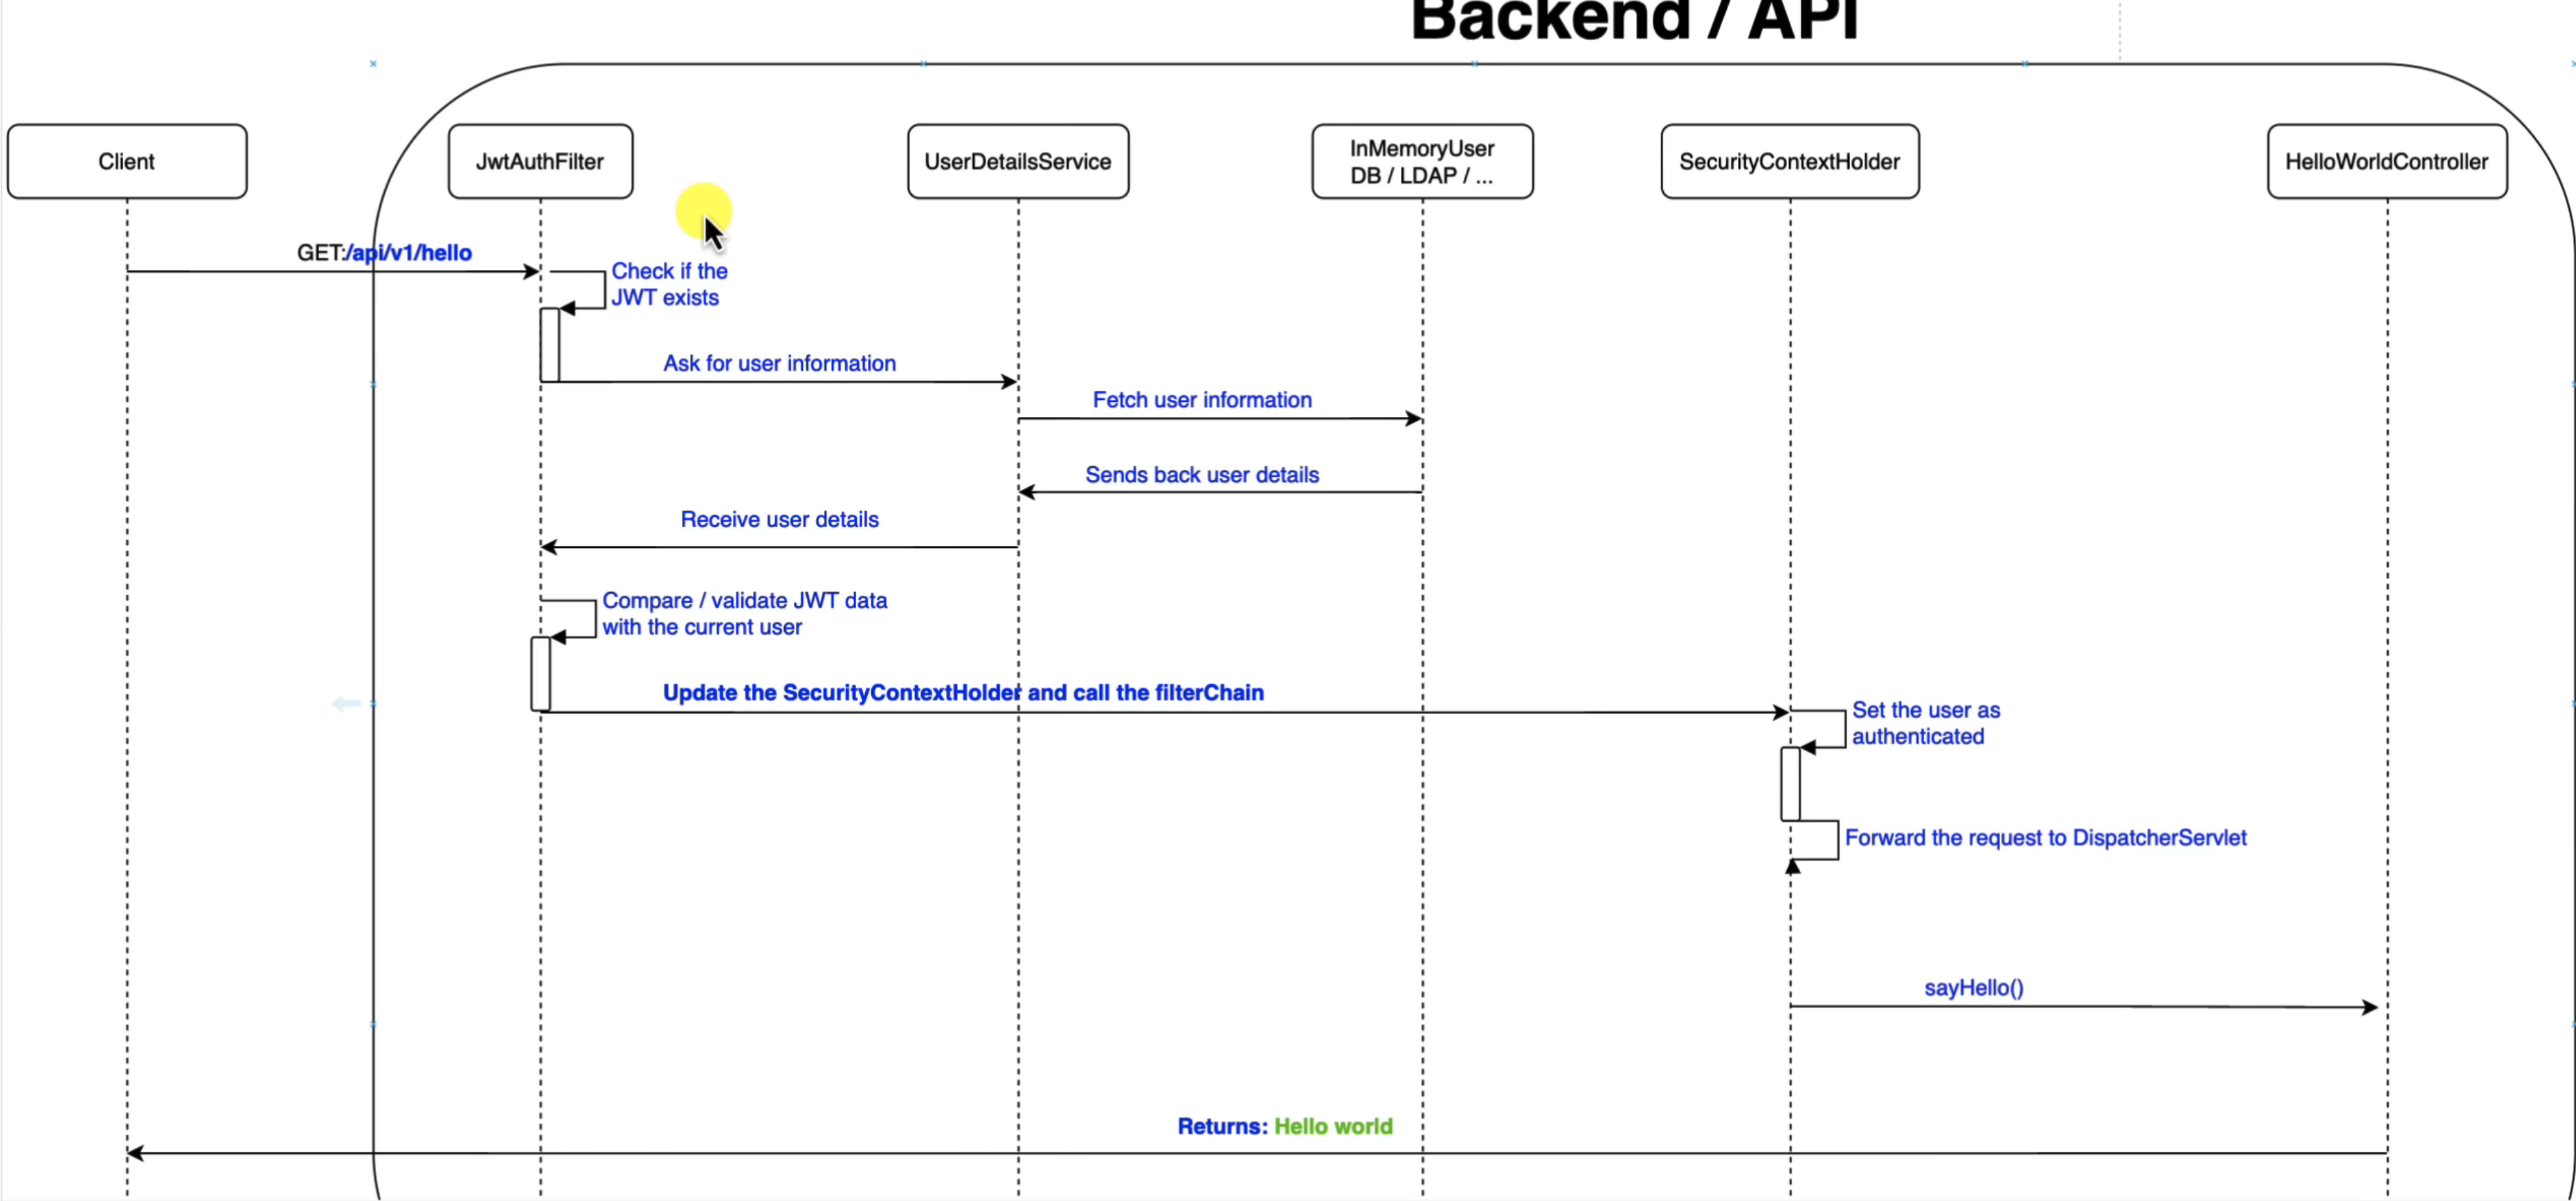 Backend / API
Client
JwtAuthFilter
UserDetailsService
InMemoryUser
DB / LDAP / ...
SecurityContextHolder
HelloWorldController
GET:/api/v1/hello
Check if the
JWT exists
Ask for user information
Fetch user information
Sends back user details
Receive user details
Compare / validate JWT data
with the current user
Update the SecurityContextHolder and call the filterChain
Set the user as
authenticated
Forward the request to DispatcherServlet
sayHello()
Returns: Hello world